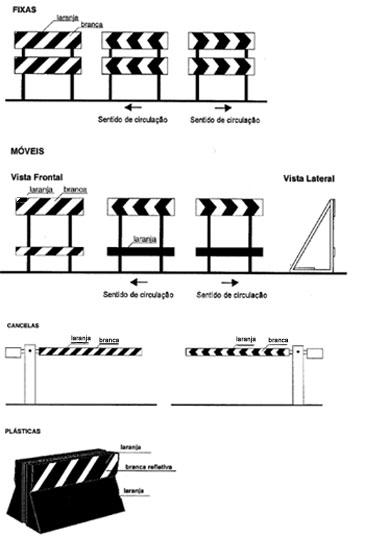 FIXAS
laranja
branca
Sentido de circulação
Sentido de circulação
MÓVEIS
Vista Frontal
Vista Lateral
laranja branca
laranja
Sentido de circulação
Sentido de circulação
CANCELAS
laranja branca
laranja branca
PLÁSTICAS
laranja
branca refletiva
laranja